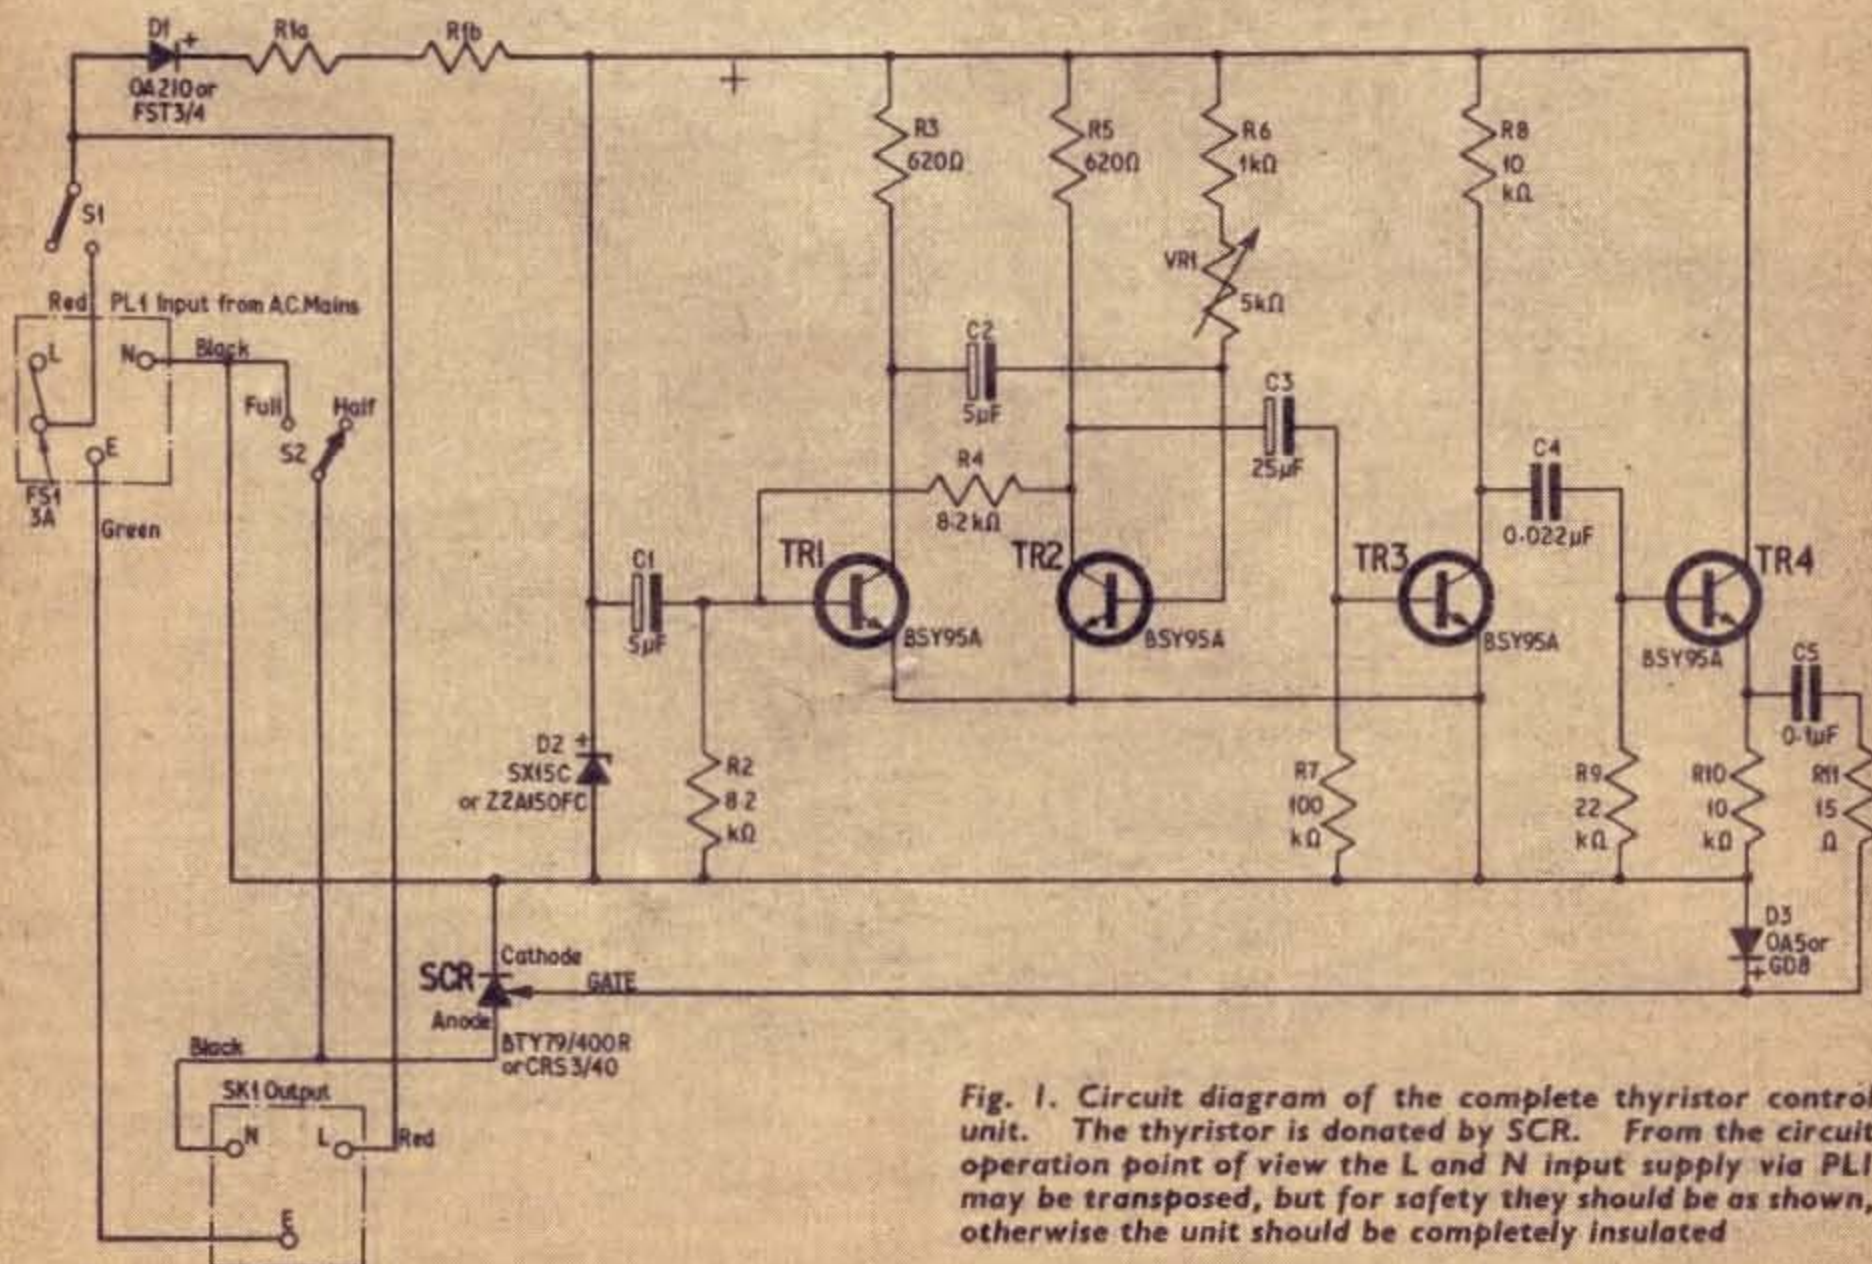 D1
+
OA210 or
FST3/4
R1a
R1b
+
R3
620Ω
R5
620Ω
R6
1kΩ
R8
10
kΩ
S1
VR1
5kΩ
Red
PL1 Input from A.C. Mains
L
N
Black
E
FS1
3A
Green
Full
Half
S2
C2
5µF
C3
25µF
R4
8·2kΩ
C4
0·022µF
C1
5µF
TR1
BSY95A
TR2
BSY95A
TR3
BSY95A
TR4
BSY95A
C5
0·1µF
D2
+
SX15C
or Z2A150FC
R2
8·2
kΩ
R7
100
kΩ
R9
22
kΩ
R10
10
kΩ
R11
15
Ω
D3
OA5 or
GD8
+
Cathode
SCR
GATE
Anode
BTY79/400R
or CRS3/40
Black
SK1 Output
N
L
Red
E
Fig. 1. Circuit diagram of the complete thyristor control
unit. The thyristor is donated by SCR. From the circuit
operation point of view the L and N input supply via PL1
may be transposed, but for safety they should be as shown,
otherwise the unit should be completely insulated